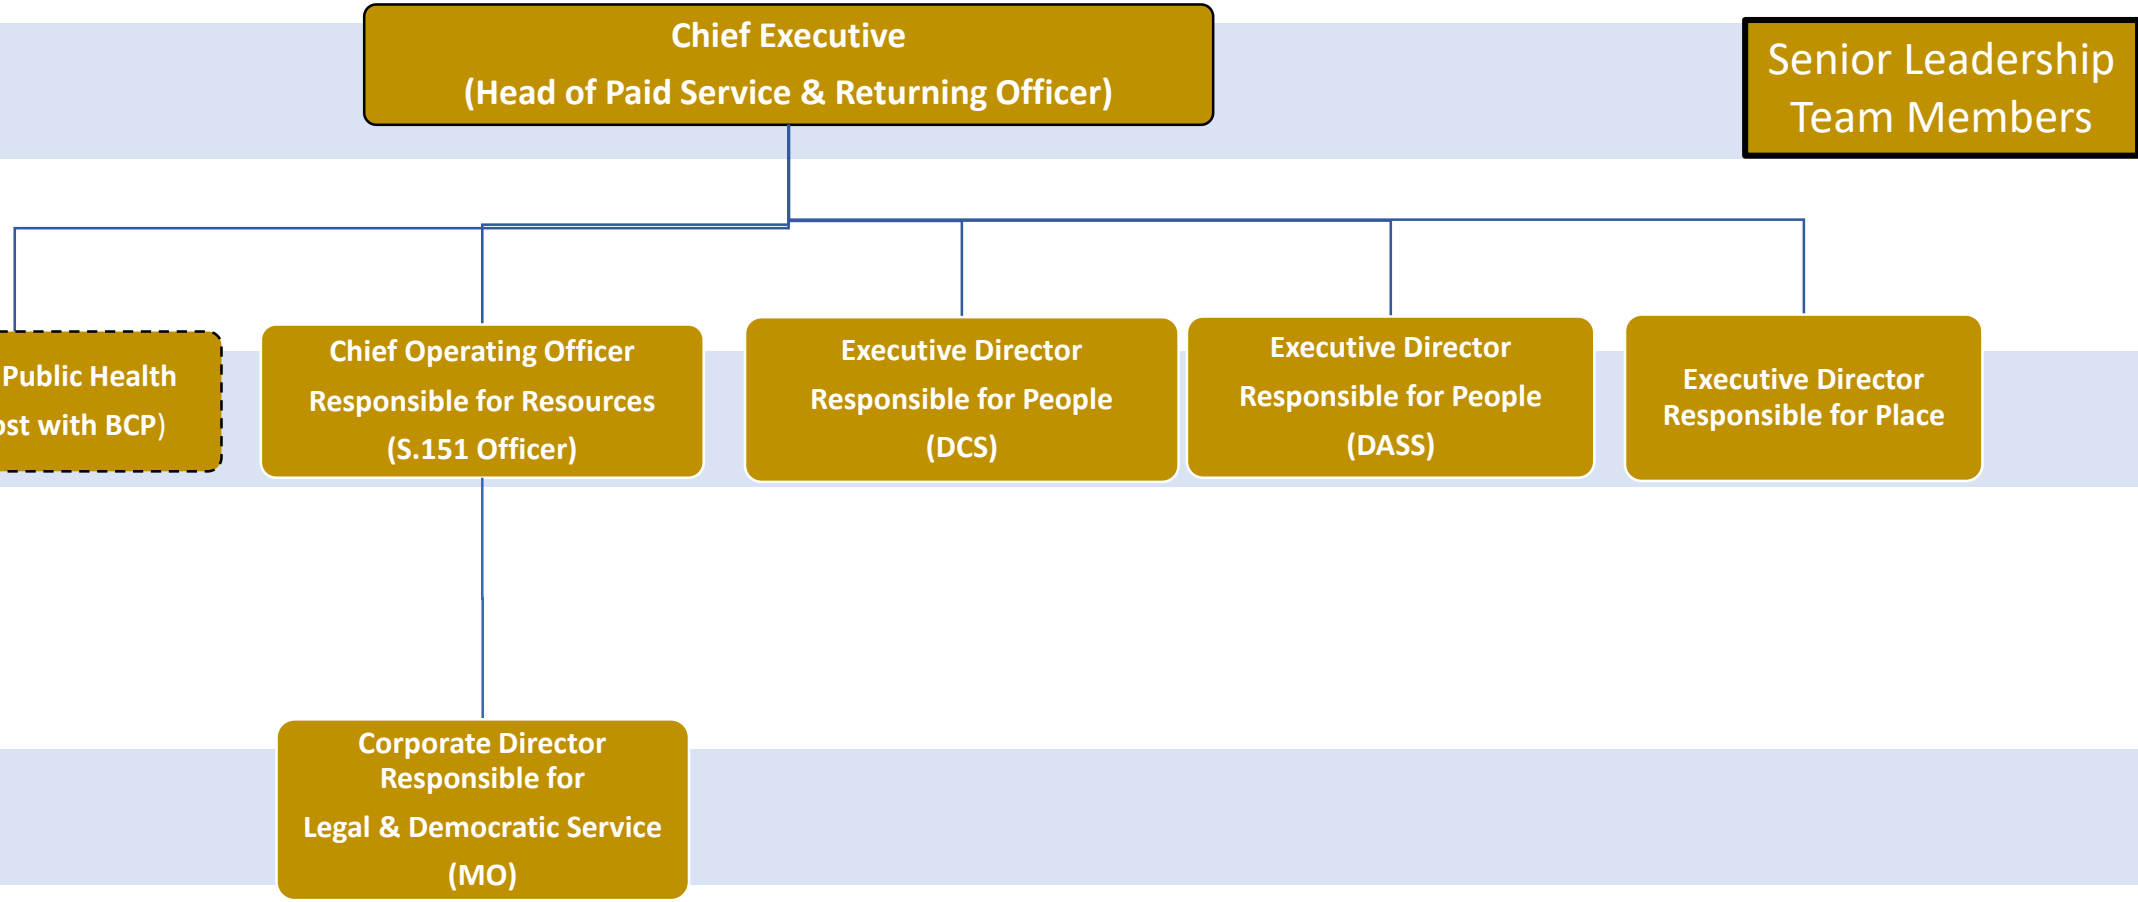 Chief Executive
(Head of Paid Service & Returning Officer)
Senior Leadership
Team Members
Public Health
with BCP)
Chief Operating Officer
Responsible for Resources
(S.151 Officer)
Executive Director
Responsible for People
(DCS)
Executive Director
Responsible for People
(DASS)
Executive Director
Responsible for Place
Corporate Director
Responsible for
Legal & Democratic Service
(MO)